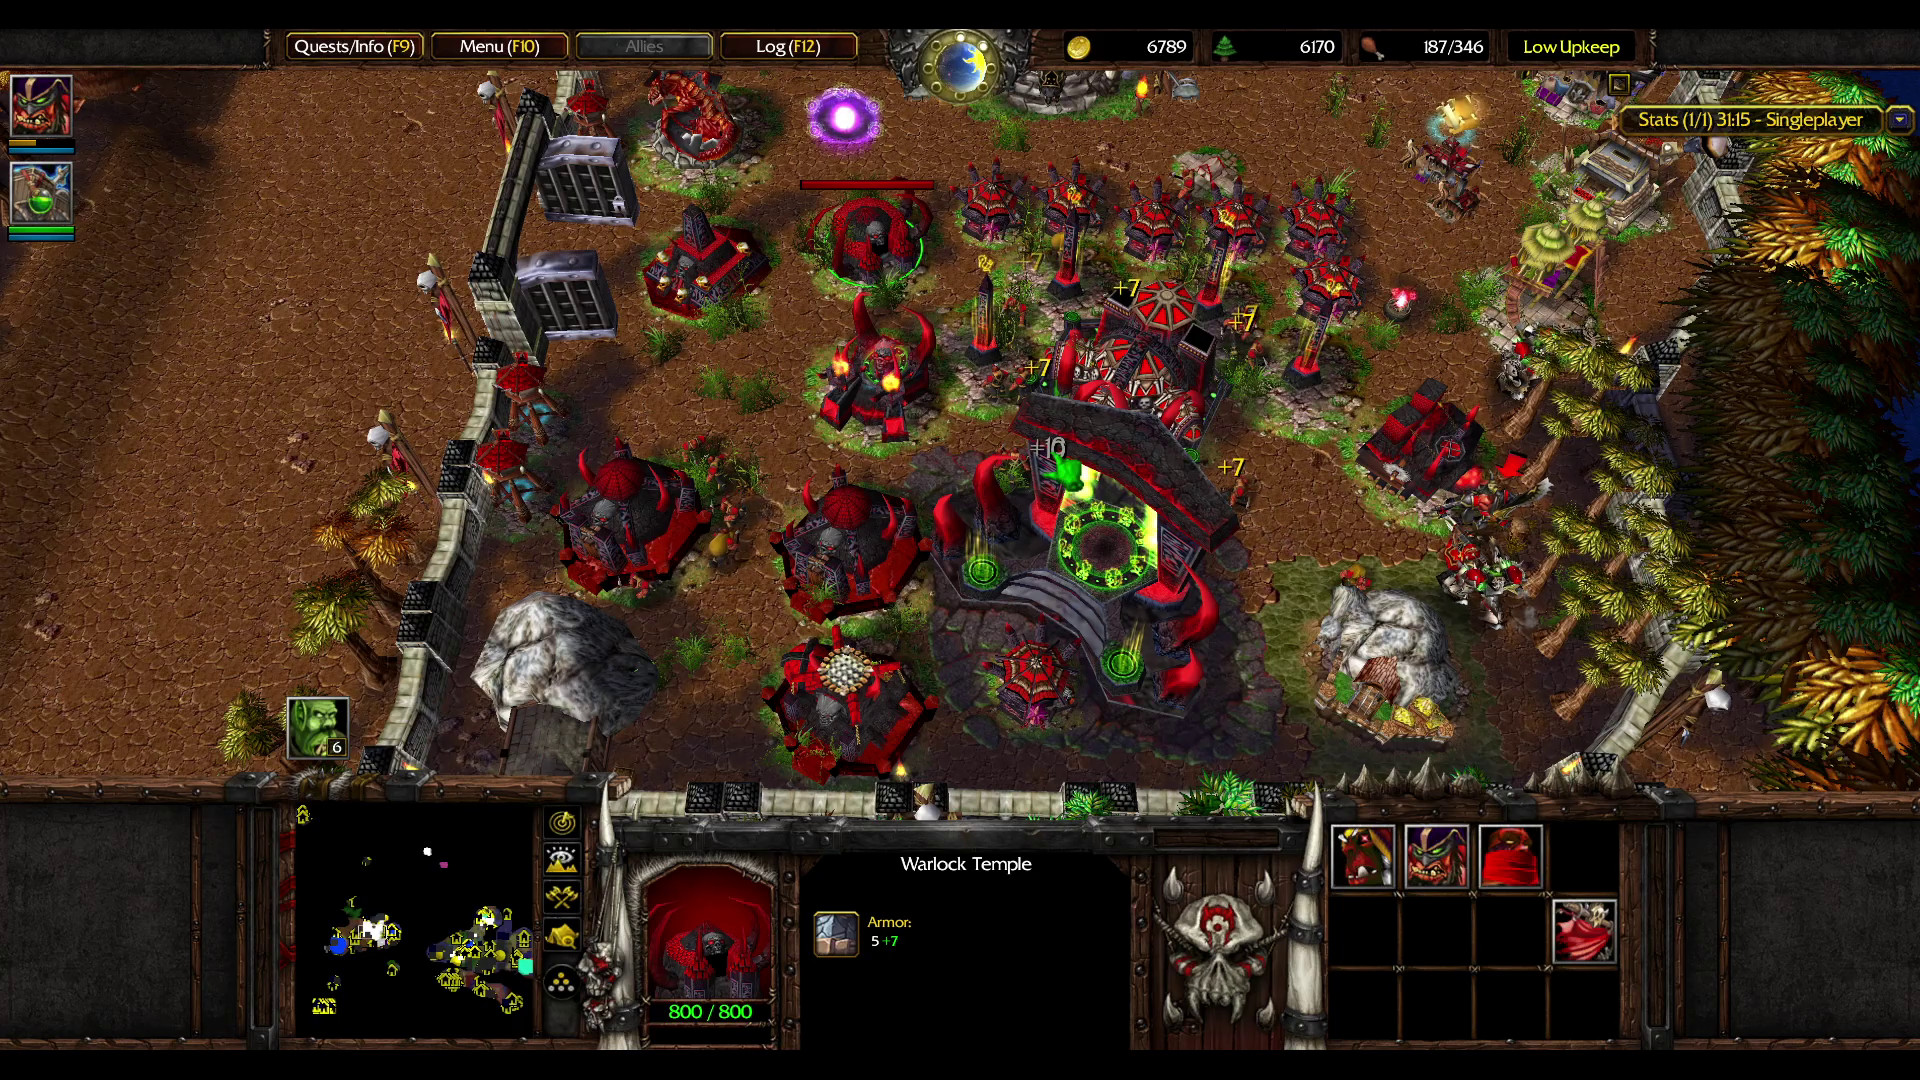 Quests/Info (F9)
Menu (F10)
Allies
Log (F12)
6789
6170
187/346
Low Upkeep
Stats (1/1) 31:15 - Singleplayer
+7
+7
+7
+7
+10
+7
6
Warlock Temple
Armor:
5 +7
800 / 800